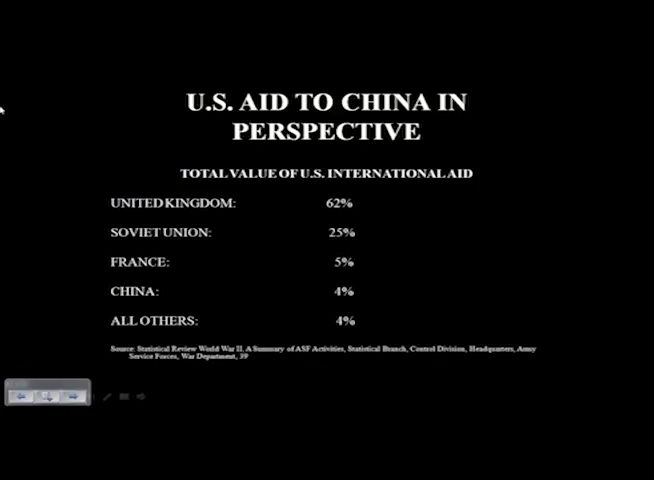 U.S. AID TO CHINA IN
PERSPECTIVE
TOTAL VALUE OF U.S. INTERNATIONAL AID
UNITED KINGDOM: 62%
SOVIET UNION: 25%
FRANCE: 5%
CHINA: 4%
ALL OTHERS: 4%
Source: Statistical Review World War II. A Summary of ASF Activities, Statistical Branch, Control Division, Headquarters, Army
Service Forces, War Department, 39